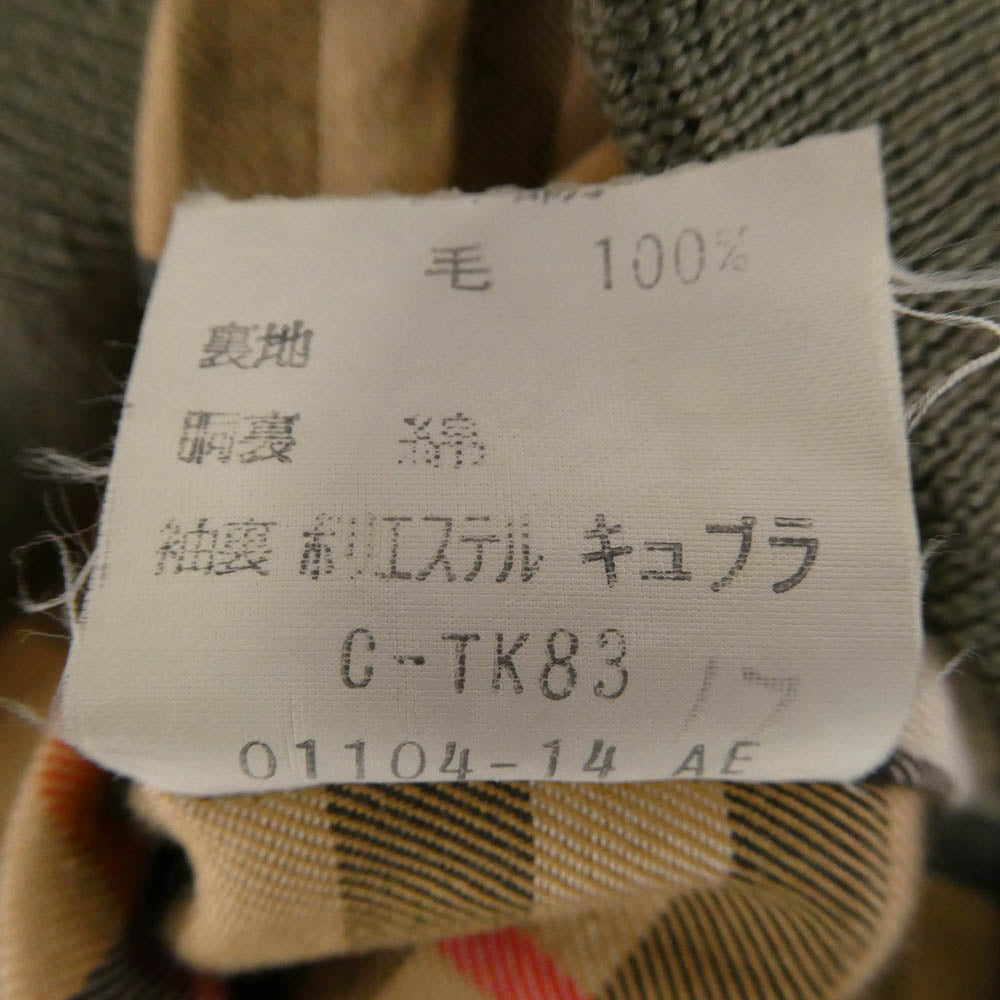 毛 100%
裏地
胴裏 綿
袖裏 ポリエステル キュプラ
C-TK83
01104-14 AE